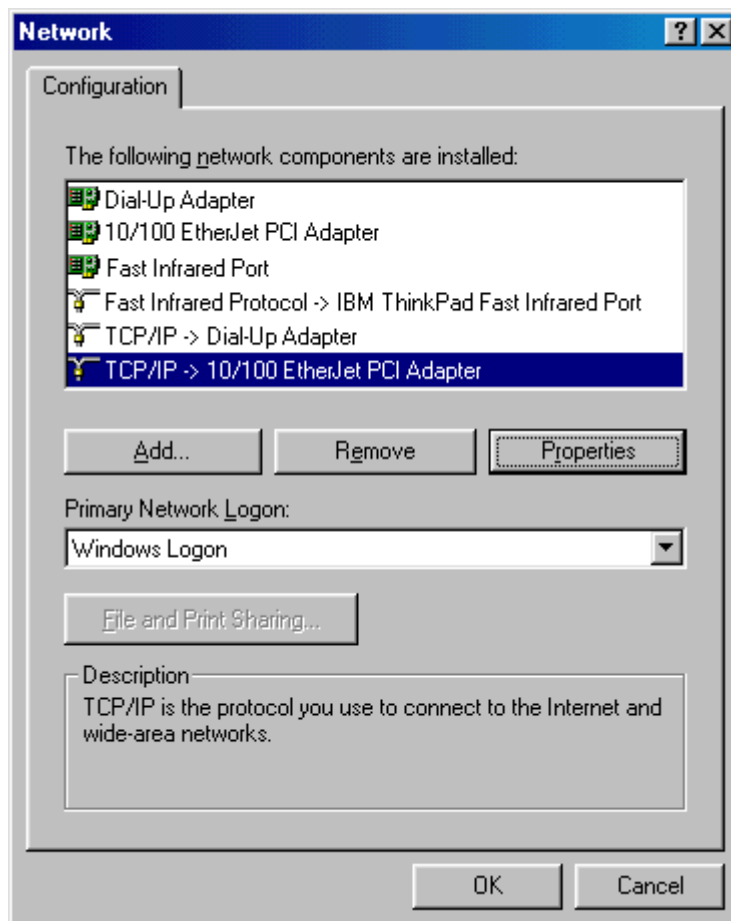 Network
Configuration
The following network components are installed:
Dial-Up Adapter
10/100 EtherJet PCI Adapter
Fast Infrared Port
Fast Infrared Protocol -> IBM ThinkPad Fast Infrared Port
TCP/IP -> Dial-Up Adapter
TCP/IP -> 10/100 EtherJet PCI Adapter
Add... Remove Properties
Primary Network Logon:
Windows Logon
File and Print Sharing...
Description
TCP/IP is the protocol you use to connect to the Internet and
wide-area networks.
OK Cancel